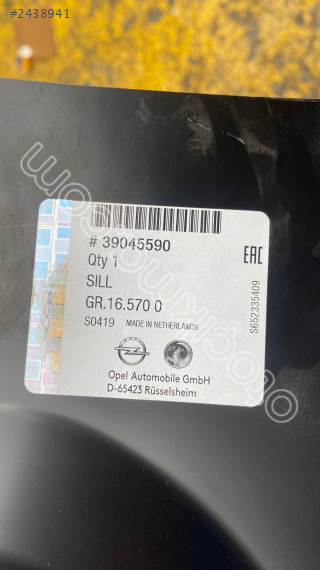 #2438941
# 39045590
Qty 1
SILL
GR.16.570 0
S0419 MADE IN NETHERLANDS
Opel Automobile GmbH
D-65423 Rüsselsheim
EAC
S652335409